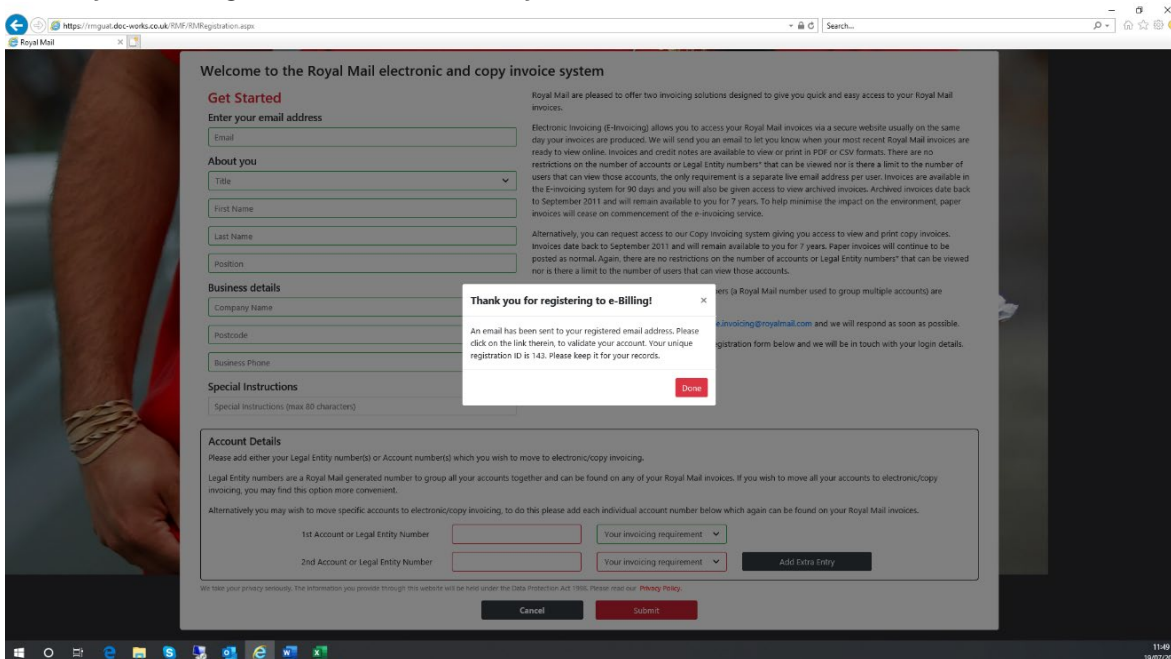 https://rmguat.doc-works.co.uk/RMF/RMRegistration.aspx
Search...
Royal Mail
Welcome to the Royal Mail electronic and copy invoice system
Get Started
Enter your email address
Email
About you
Title
First Name
Last Name
Position
Business details
Company Name
Postcode
Business Phone
Special Instructions
Special Instructions (max 80 characters)
Royal Mail are pleased to offer two invoicing solutions designed to give you quick and easy access to your Royal Mail
invoices.
Electronic Invoicing (E-Invoicing) allows you to access your Royal Mail invoices via a secure website usually on the same
day your invoices are produced. We will send you an email to let you know when your most recent Royal Mail invoices are
ready to view online. Invoices and credit notes are available to view or print in PDF or CSV formats. There are no
restrictions on the number of accounts or Legal Entity numbers* that can be viewed nor is there a limit to the number of
users that can view those accounts, the only requirement is a separate live email address per user. Invoices are available in
the E-invoicing system for 90 days and you will also be given access to view archived invoices. Archived invoices date back
to September 2011 and will remain available to you for 7 years. To help minimise the impact on the environment, paper
invoices will cease on commencement of the e-invoicing service.
Alternatively, you can request access to our Copy Invoicing system giving you access to view and print copy invoices.
Invoices date back to September 2011 and will remain available to you for 7 years. Paper invoices will continue to be
posted as normal. Again, there are no restrictions on the number of accounts or Legal Entity numbers* that can be viewed
nor is there a limit to the number of users that can view those accounts.
(a Royal Mail number used to group multiple accounts) are
e.invoicing@royalmail.com and we will respond as soon as possible.
registration form below and we will be in touch with your login details.
Thank you for registering to e-Billing!
×
An email has been sent to your registered email address. Please
click on the link therein, to validate your account. Your unique
registration ID is 143. Please keep it for your records.
Done
Account Details
Please add either your Legal Entity number(s) or Account number(s) which you wish to move to electronic/copy invoicing.
Legal Entity numbers are a Royal Mail generated number to group all your accounts together and can be found on any of your Royal Mail invoices. If you wish to move all your accounts to electronic/copy
invoicing, you may find this option more convenient.
Alternatively you may wish to move specific accounts to electronic/copy invoicing, to do this please add each individual account number below which again can be found on your Royal Mail invoices.
1st Account or Legal Entity Number
Your invoicing requirement
2nd Account or Legal Entity Number
Your invoicing requirement
Add Extra Entry
We take your privacy seriously. The information you provide through this website will be held under the Data Protection Act 1998. Please read our Privacy Policy.
Cancel
Submit
11:49